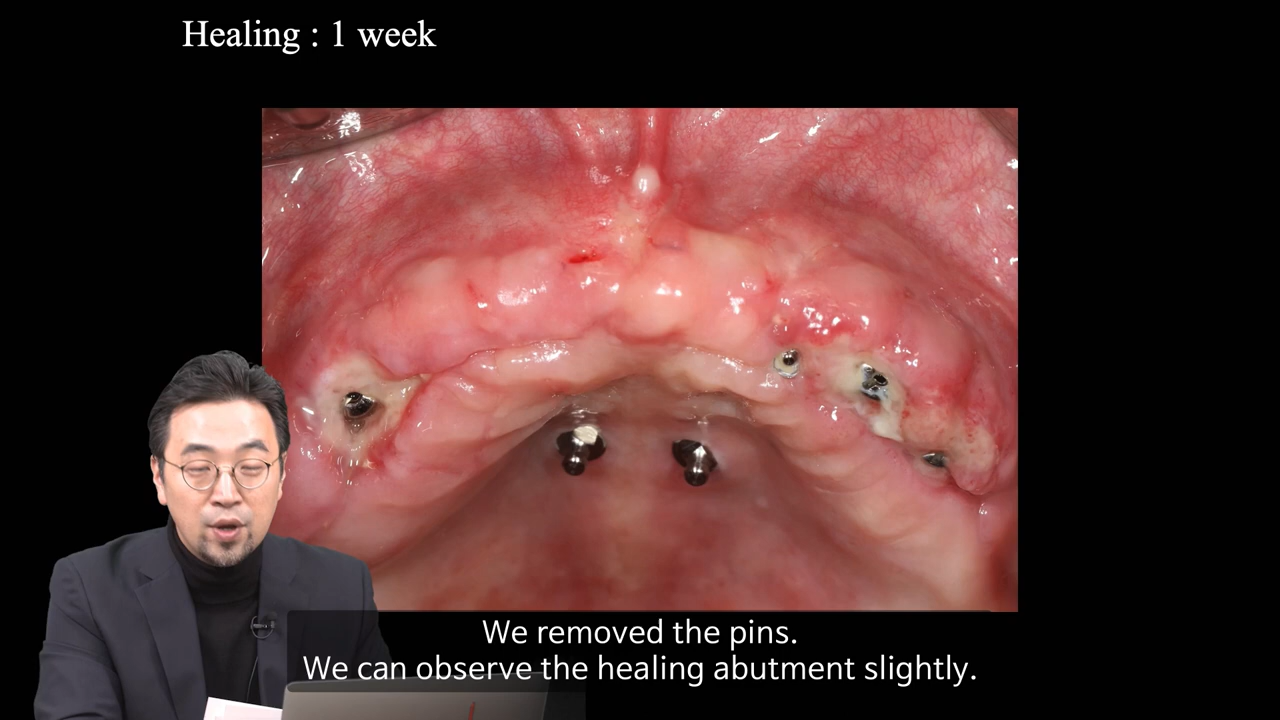 Healing : 1 week
We removed the pins.
We can observe the healing abutment slightly.